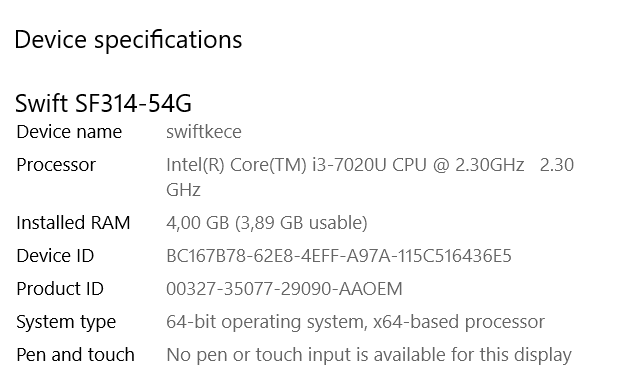 Device specifications
Swift SF314-54G
Device name swiftkece
Processor Intel(R) Core(TM) i3-7020U CPU @ 2.30GHz 2.30
GHz
Installed RAM 4,00 GB (3,89 GB usable)
Device ID BC167B78-62E8-4EFF-A97A-115C516436E5
Product ID 00327-35077-29090-AAOEM
System type 64-bit operating system, x64-based processor
Pen and touch No pen or touch input is available for this display